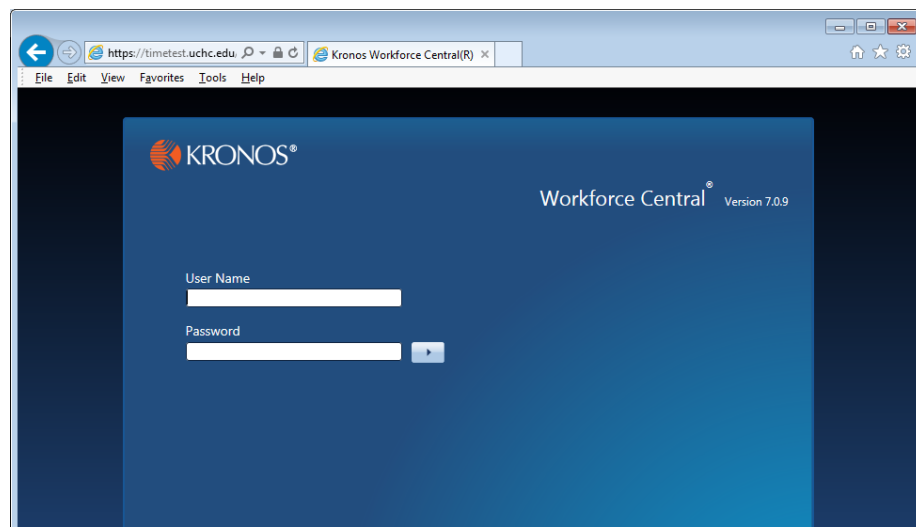 https://timetest.uchc.edu/
Kronos Workforce Central(R)
File Edit View Favorites Tools Help
KRONOS®
Workforce Central® Version 7.0.9
User Name
Password